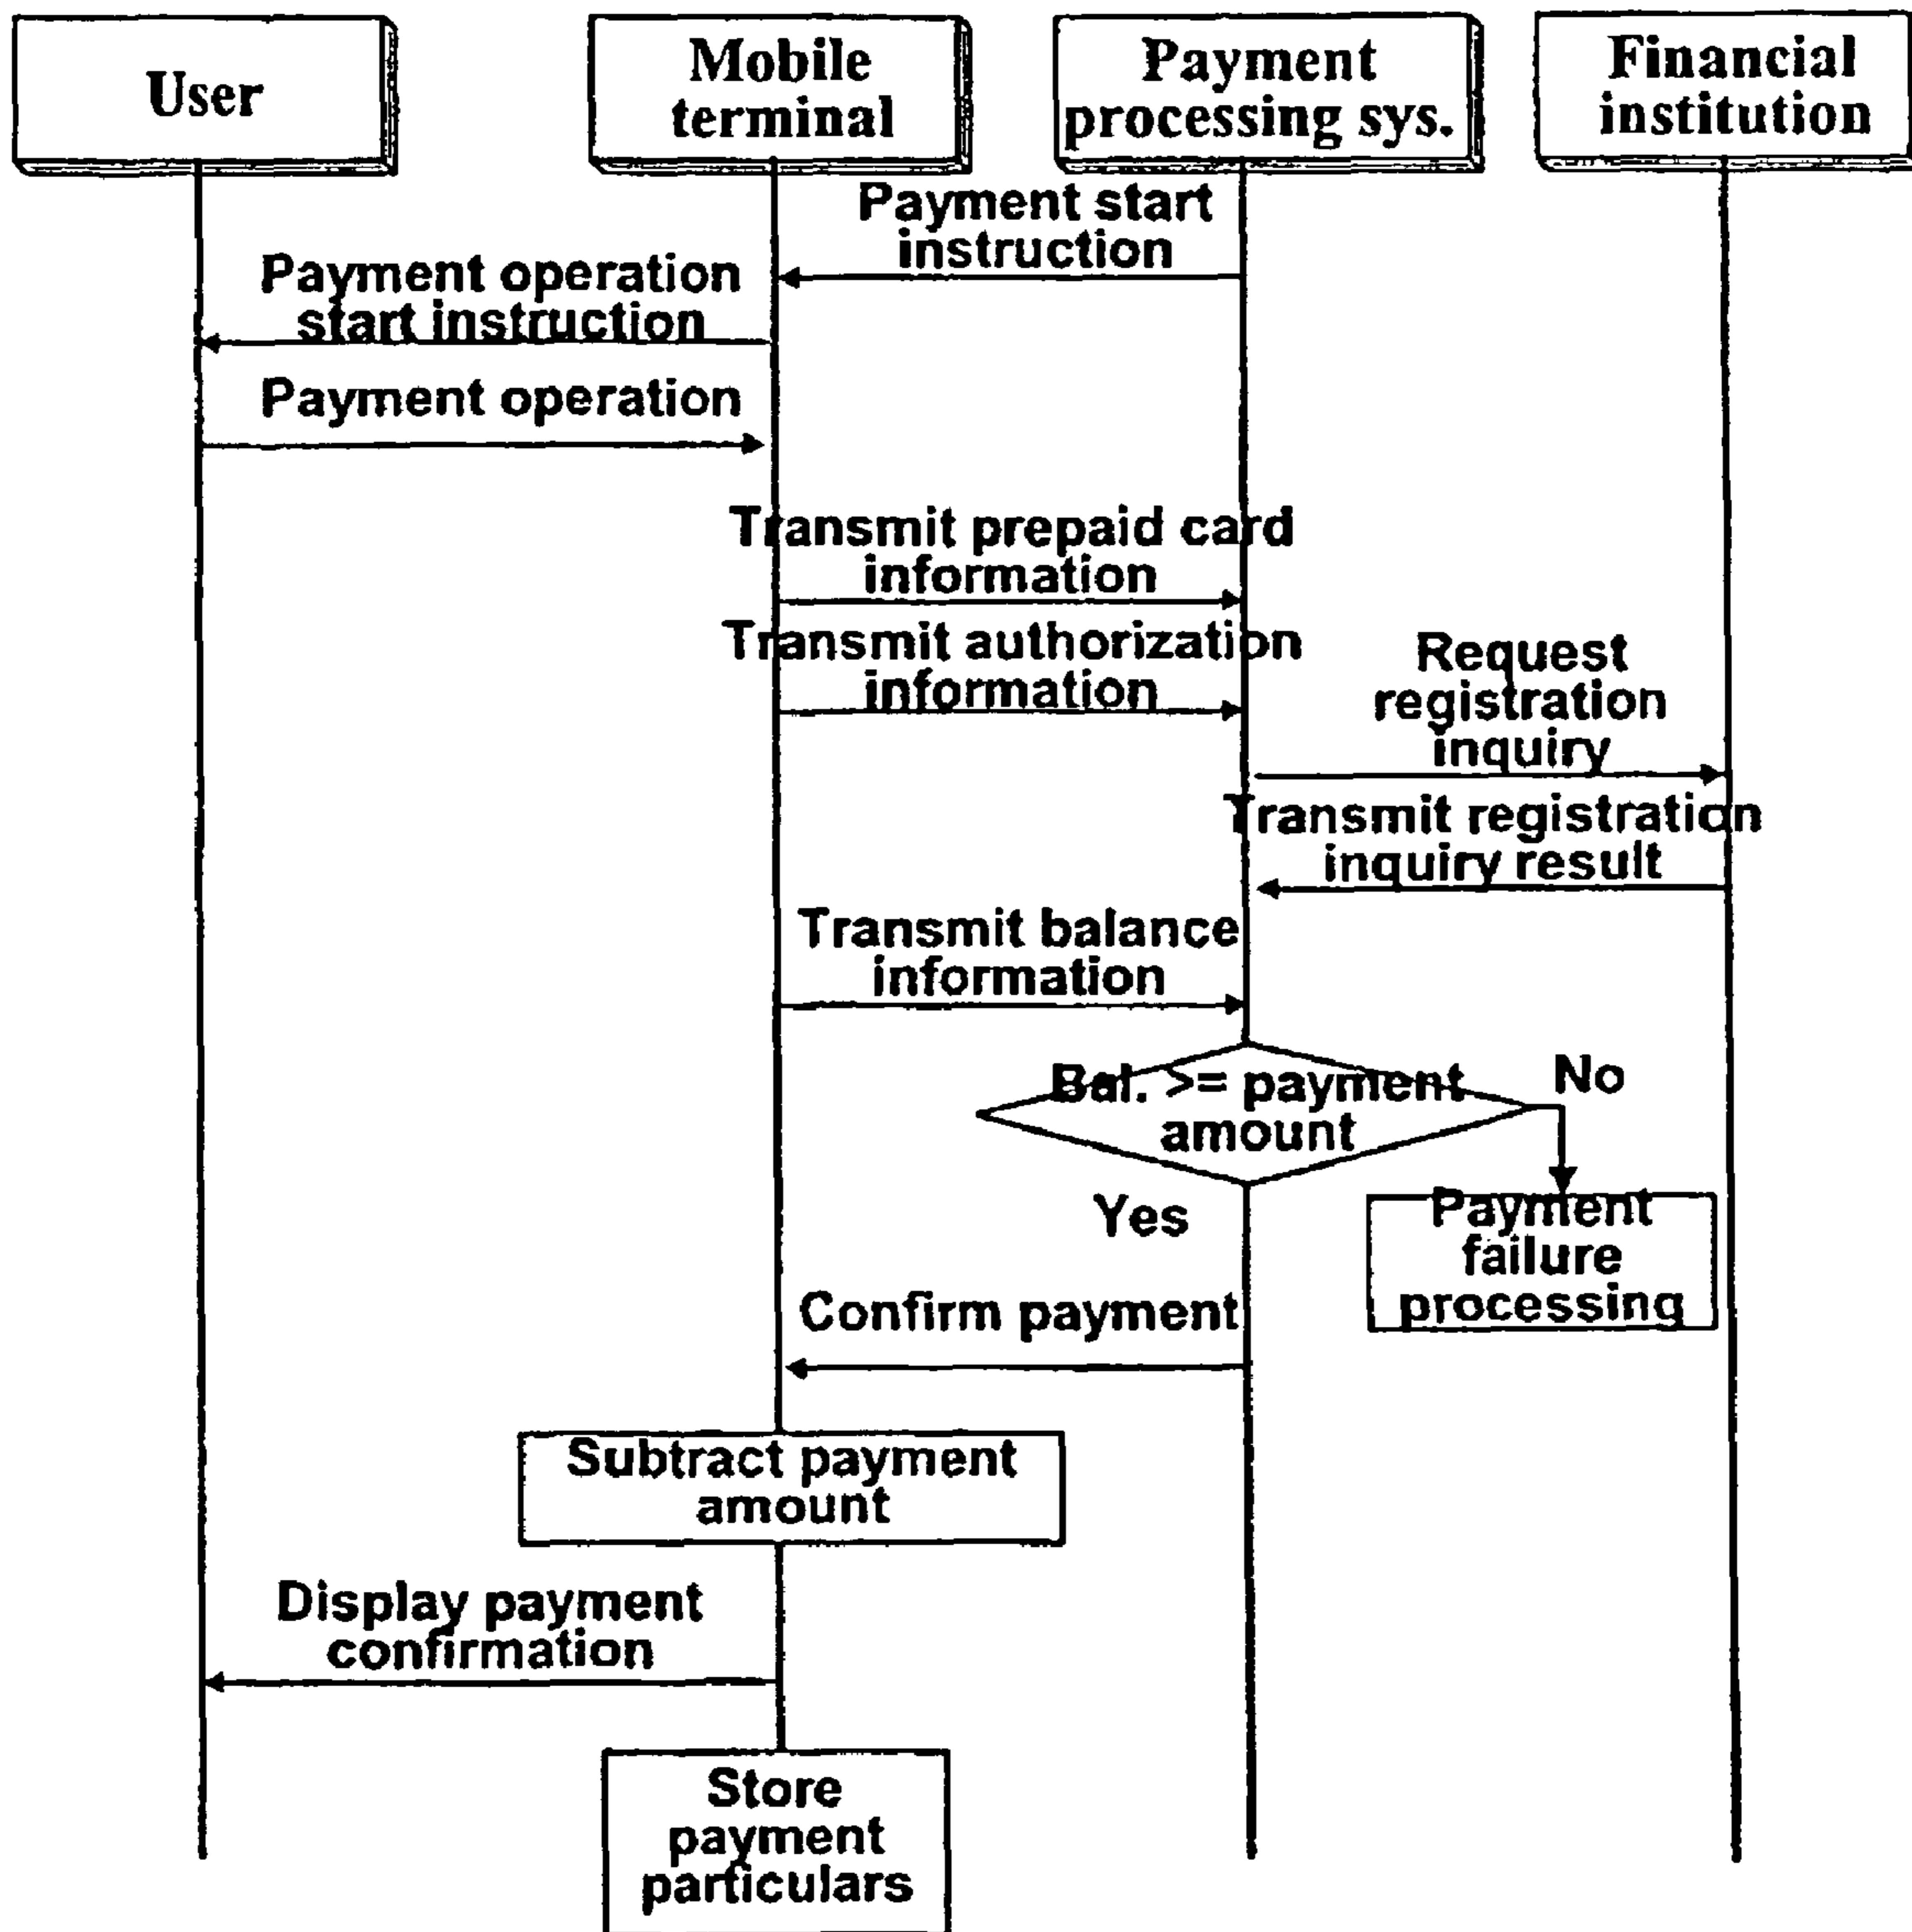 User
Mobile
terminal
Payment
processing sys.
Financial
institution
Payment start
instruction
Payment operation
start instruction
Payment operation
Transmit prepaid card
information
Transmit authorization
information
Request
registration
inquiry
Transmit registration
inquiry result
Transmit balance
information
Bal. >= payment
amount
No
Yes
Payment
failure
processing
Confirm payment
Subtract payment
amount
Display payment
confirmation
Store
payment
particulars